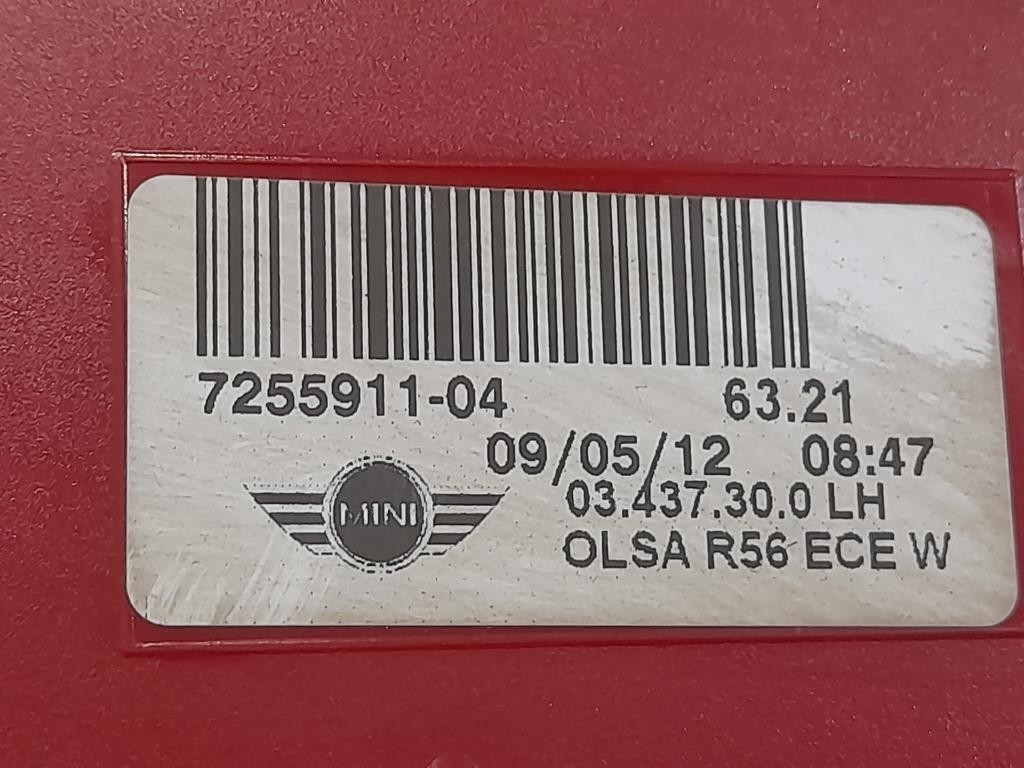 7255911-04 63.21
09/05/12 08:47
03.437.30.0 LH
MINI
OLSA R56 ECE W